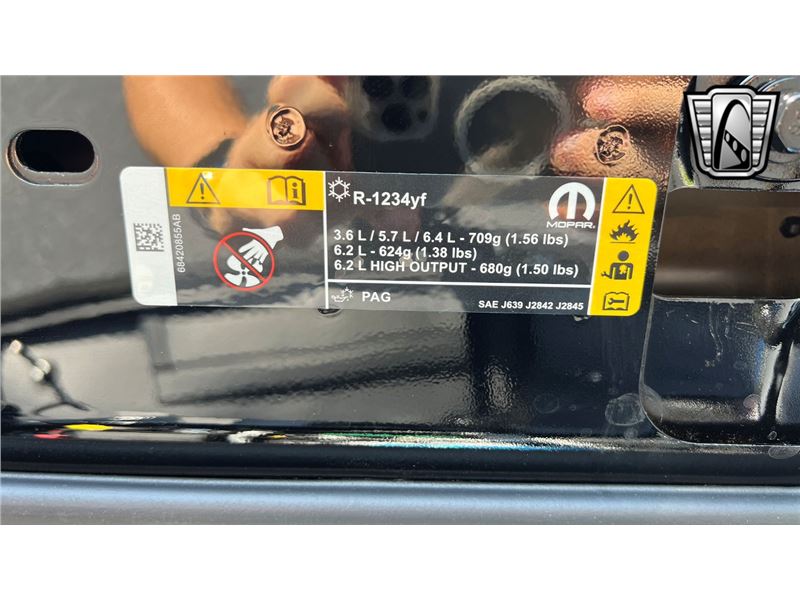 68420855AB
R-1234yf
MOPAR
3.6 L / 5.7 L / 6.4 L - 709g (1.56 lbs)
6.2 L - 624g (1.38 lbs)
6.2 L HIGH OUTPUT - 680g (1.50 lbs)
PAG
SAE J639 J2842 J2845